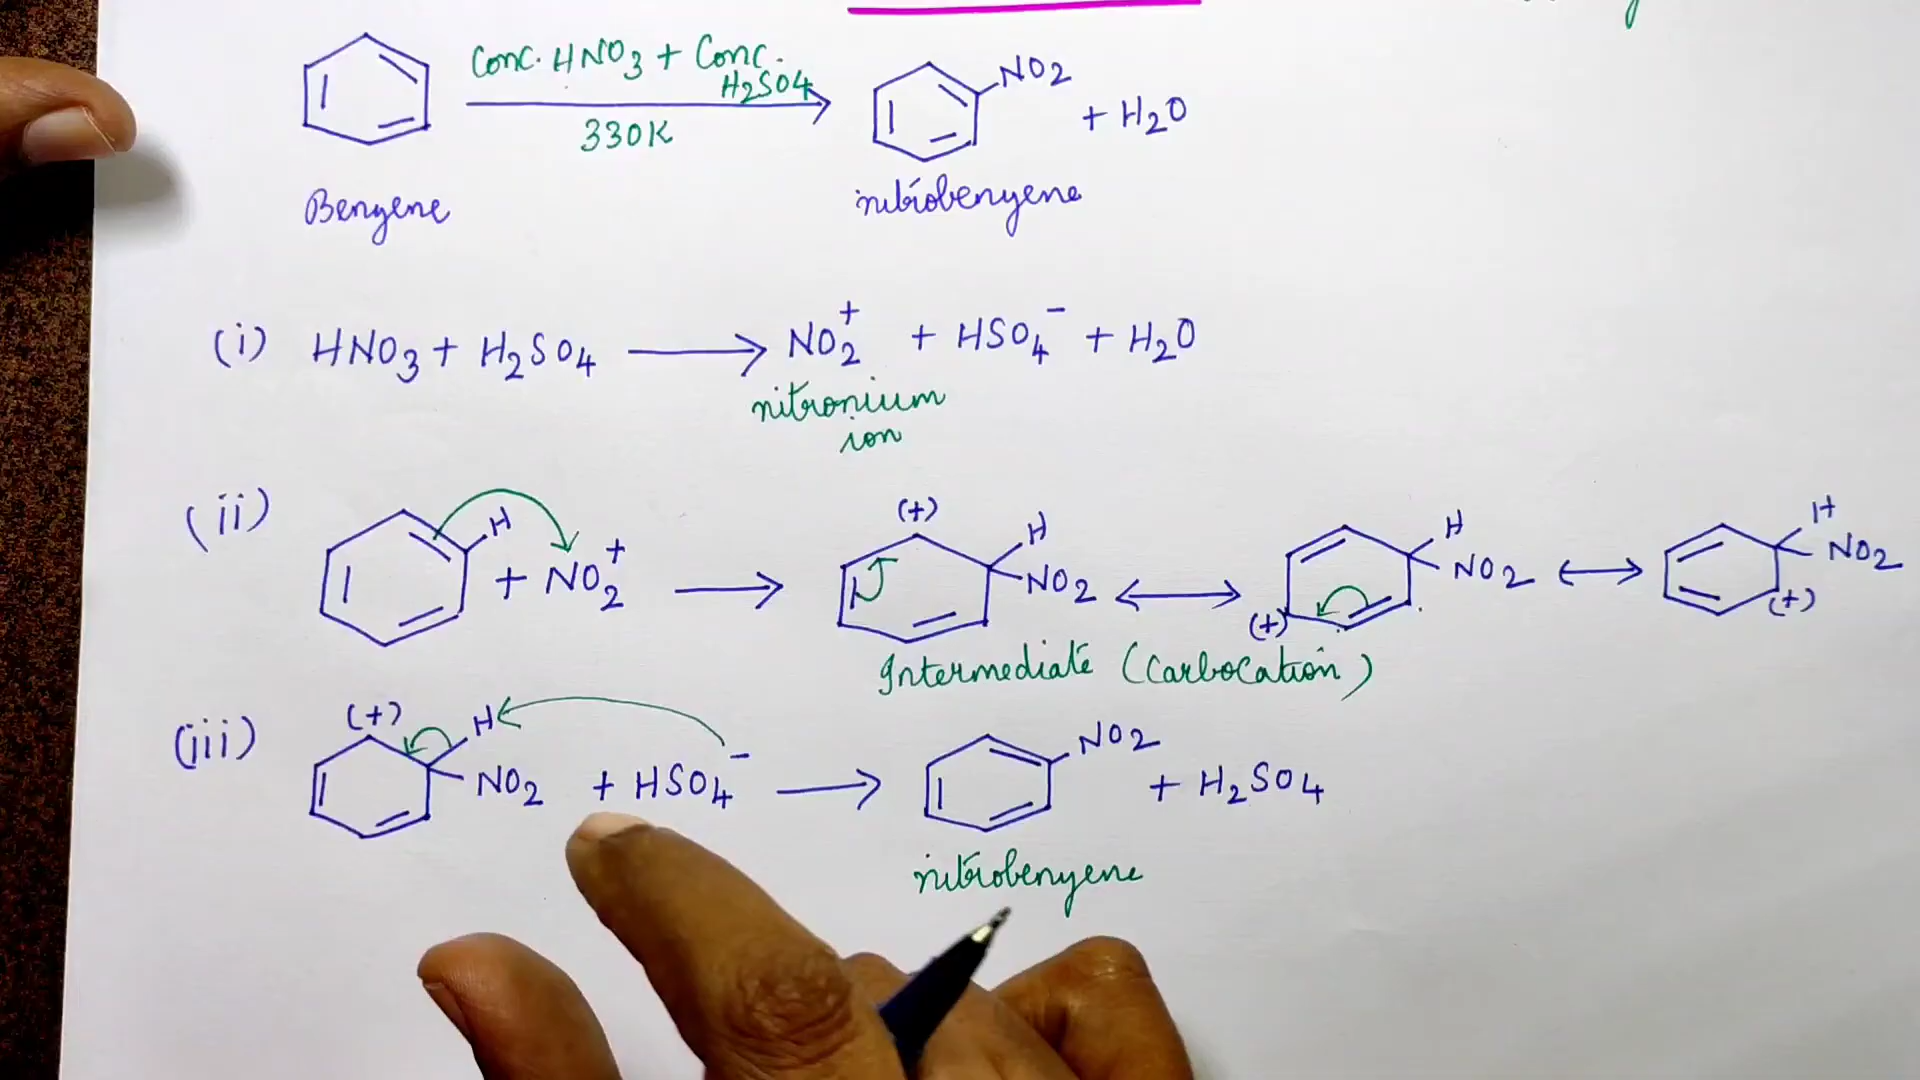 Conc. HNO3 + Conc. H2SO4
330K
NO2
+ H2O
Benzene
nitrobenzene
(i) HNO3 + H2SO4 → NO2+ + HSO4− + H2O
nitronium
ion
(ii) H + NO2+ → (+) H NO2 ↔ (+) H NO2 ↔ (+) H NO2
Intermediate (Carbocation)
(iii) (+) H NO2 + HSO4− → NO2 + H2SO4
nitrobenzene